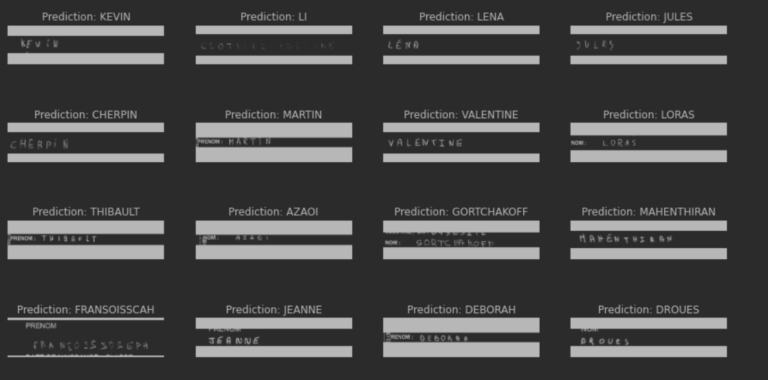 Prediction: KEVIN
KEVIN
Prediction: LI
Prediction: LENA
LENA
Prediction: JULES
JULES
Prediction: CHERPIN
CHERPIN
Prediction: MARTIN
PRENOM: MARTIN
Prediction: VALENTINE
VALENTINE
Prediction: LORAS
NOM: LORAS
Prediction: THIBAULT
PRENOM: THIBAULT
Prediction: AZAOI
NOM: AZAOI
Prediction: GORTCHAKOFF
NOM: GORTCHAKOFF
Prediction: MAHENTHIRAN
MAHENTHIRAN
Prediction: FRANSOISSCAH
PRENOM
FRANCOISJOSEPH
Prediction: JEANNE
PRENOM
JEANNE
Prediction: DEBORAH
PRENOM: DEBORAH
Prediction: DROUES
NOM
DROUES